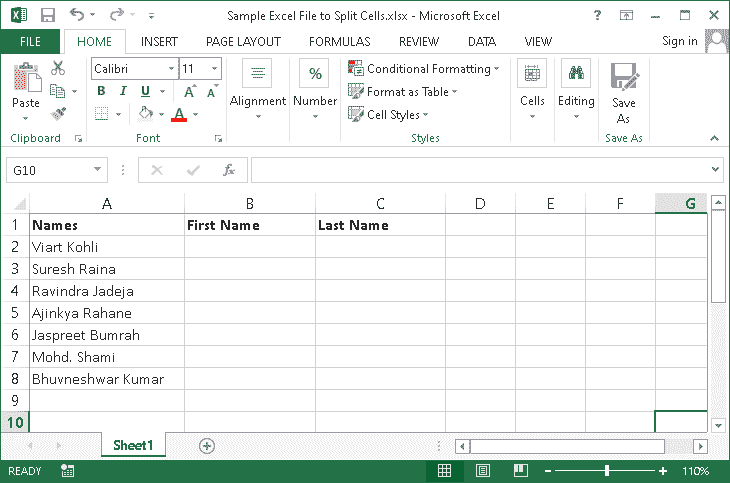 Sample Excel File to Split Cells.xlsx - Microsoft Excel
?
FILE HOME INSERT PAGE LAYOUT FORMULAS REVIEW DATA VIEW Sign in
Calibri 11
Paste
B I U A A
A
%
Alignment Number
Conditional Formatting
Format as Table
Cell Styles
Cells Editing Save As
Clipboard Font Styles Save As
G10 fx
A B C D E F G
1 Names First Name Last Name
2 Viart Kohli
3 Suresh Raina
4 Ravindra Jadeja
5 Ajinkya Rahane
6 Jaspreet Bumrah
7 Mohd. Shami
8 Bhuvneshwar Kumar
9
10
Sheet1
READY 110%